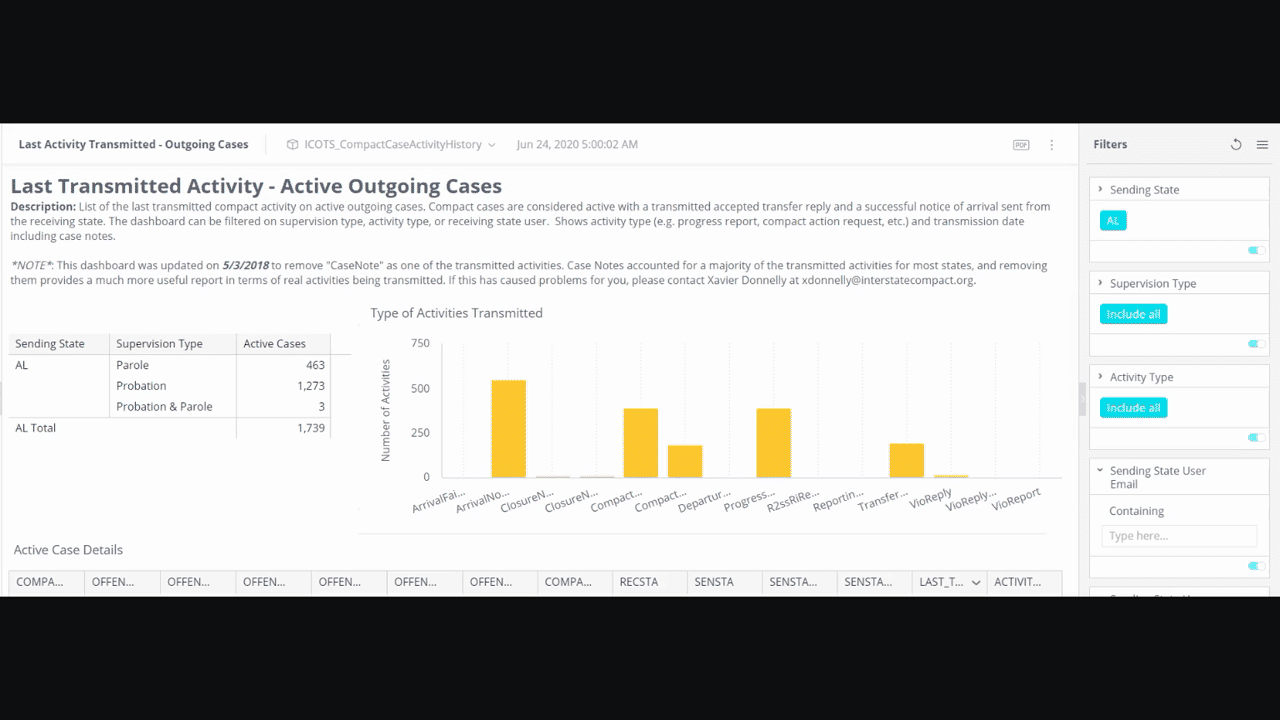 Last Activity Transmitted - Outgoing Cases
ICOTS_CompactCaseActivityHistory
Jun 24, 2020 5:00:02 AM
PDF
Last Transmitted Activity - Active Outgoing Cases
Description: List of the last transmitted compact activity on active outgoing cases. Compact cases are considered active with a transmitted accepted transfer reply and a successful notice of arrival sent from
the receiving state. The dashboard can be filtered on supervision type, activity type, or receiving state user. Shows activity type (e.g. progress report, compact action request, etc.) and transmission date
including case notes.
*NOTE*: This dashboard was updated on 5/3/2018 to remove "CaseNote" as one of the transmitted activities. Case Notes accounted for a majority of the transmitted activities for most states, and removing
them provides a much more useful report in terms of real activities being transmitted. If this has caused problems for you, please contact Xavier Donnelly at xdonnelly@interstatecompact.org.
Sending State Supervision Type Active Cases
AL Parole 463
Probation 1,273
Probation & Parole 3
AL Total 1,739
Type of Activities Transmitted
Number of Activities
750
500
250
0
ArrivalFai... ArrivalNo... ClosureN... ClosureN... Compact... Compact... Departur... Progress... R2ssRiRe... Reportin... Transfer... VioReply VioReply... VioReport
Active Case Details
COMPA... OFFEN... OFFEN... OFFEN... OFFEN... OFFEN... OFFEN... COMPA... RECSTA SENSTA SENSTA... SENSTA... LAST_T... ACTIVIT...
Filters
Sending State
AL
Supervision Type
Include all
Activity Type
Include all
Sending State User
Email
Containing
Type here...